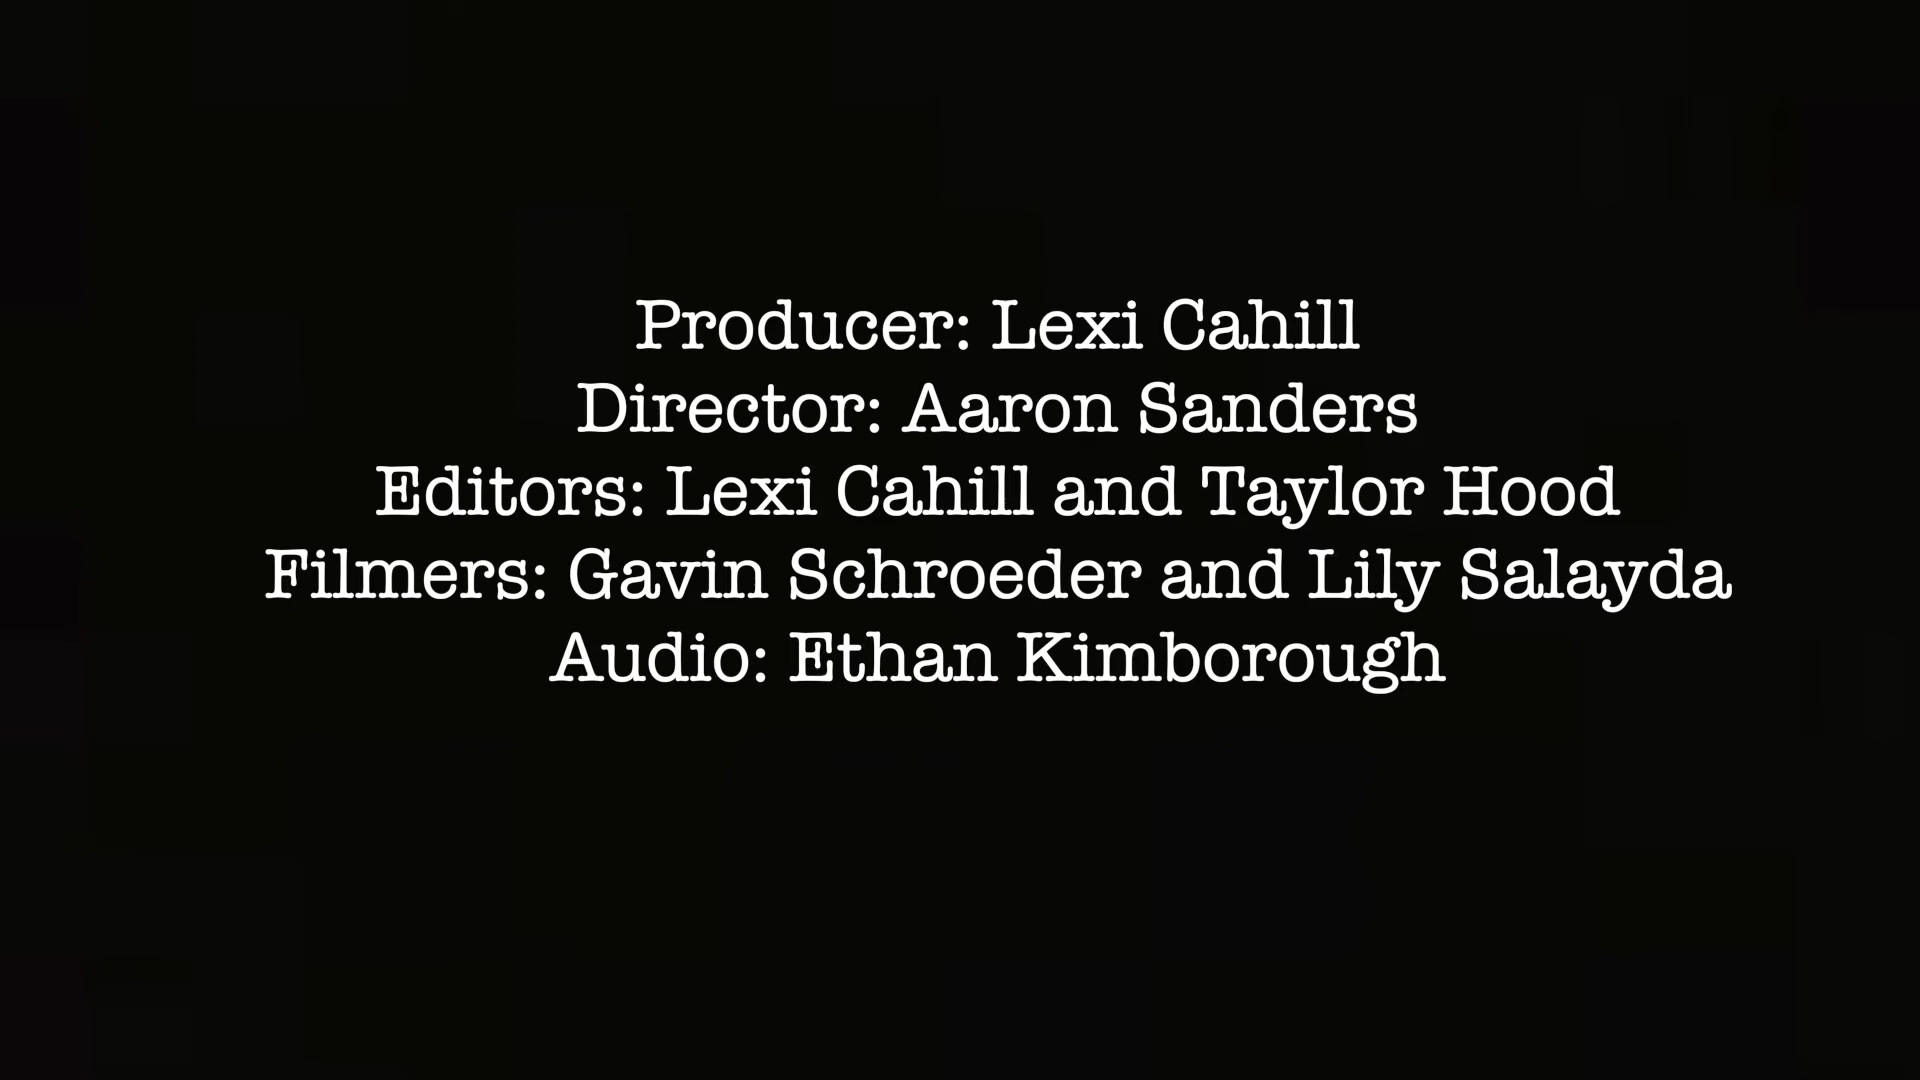 Producer: Lexi Cahill
Director: Aaron Sanders
Editors: Lexi Cahill and Taylor Hood
Filmers: Gavin Schroeder and Lily Salayda
Audio: Ethan Kimborough